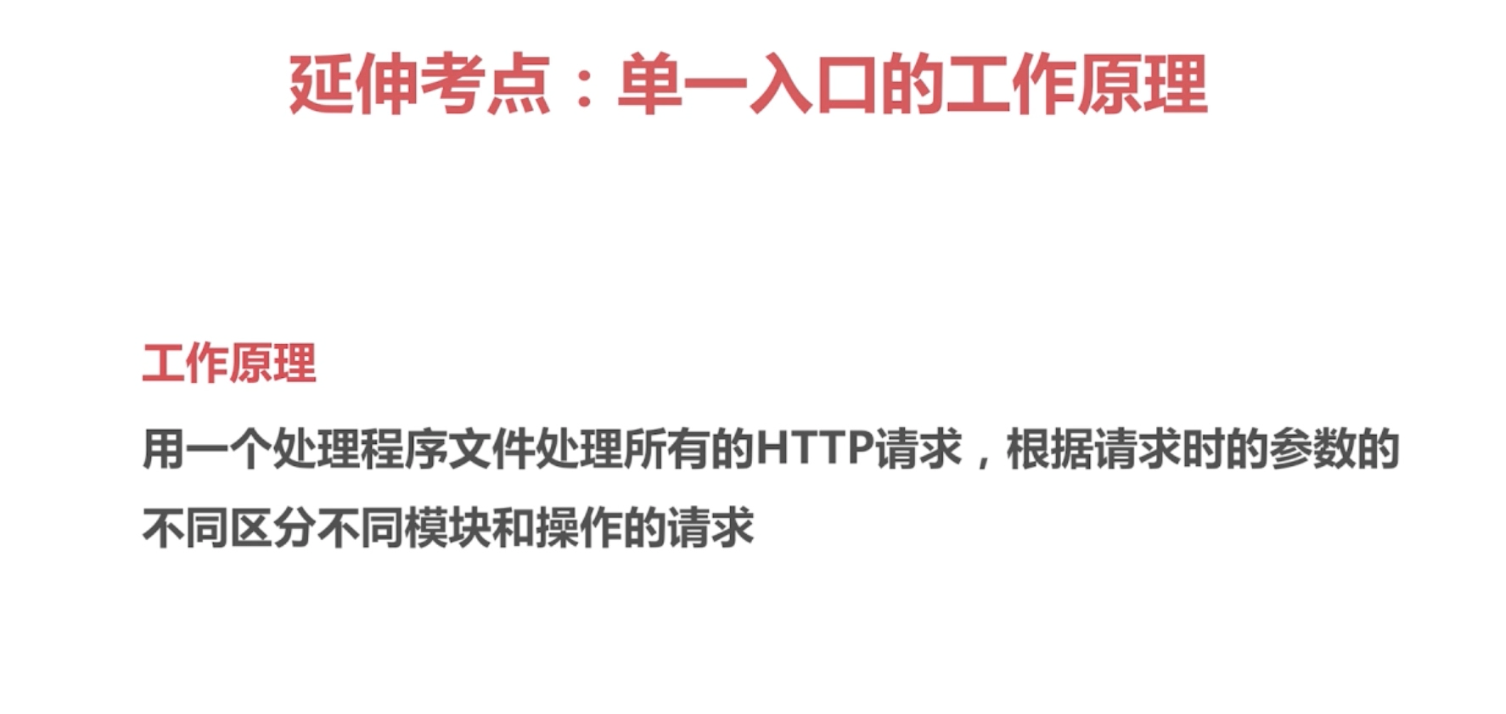 延伸考点：单一入口的工作原理
工作原理
用一个处理程序文件处理所有的HTTP请求，根据请求时的参数的
不同区分不同模块和操作的请求